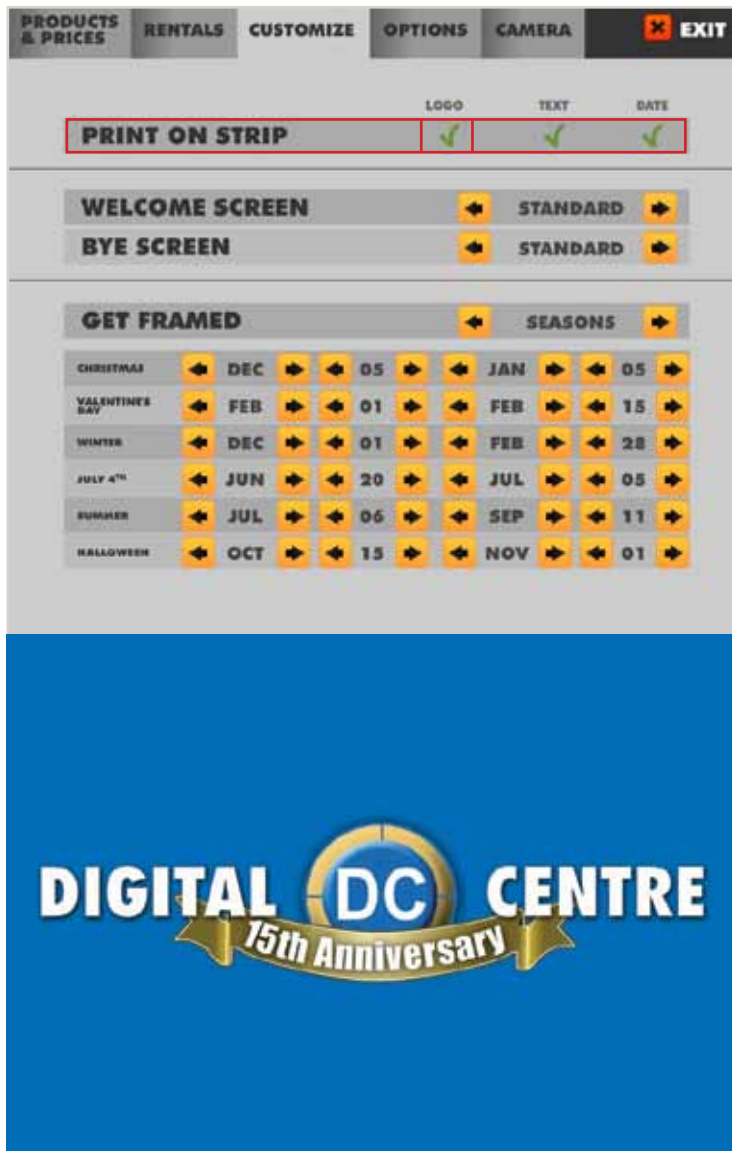 PRODUCTS & PRICES RENTALS CUSTOMIZE OPTIONS CAMERA EXIT
LOGO TEXT DATE
PRINT ON STRIP
WELCOME SCREEN STANDARD
BYE SCREEN STANDARD
GET FRAMED SEASONS
CHRISTMAS DEC 05 JAN 05
VALENTINE'S DAY FEB 01 FEB 15
WINTER DEC 01 FEB 28
JULY 4TH JUN 20 JUL 05
SUMMER JUL 06 SEP 11
HALLOWEEN OCT 15 NOV 01
DIGITAL DC CENTRE
15th Anniversary